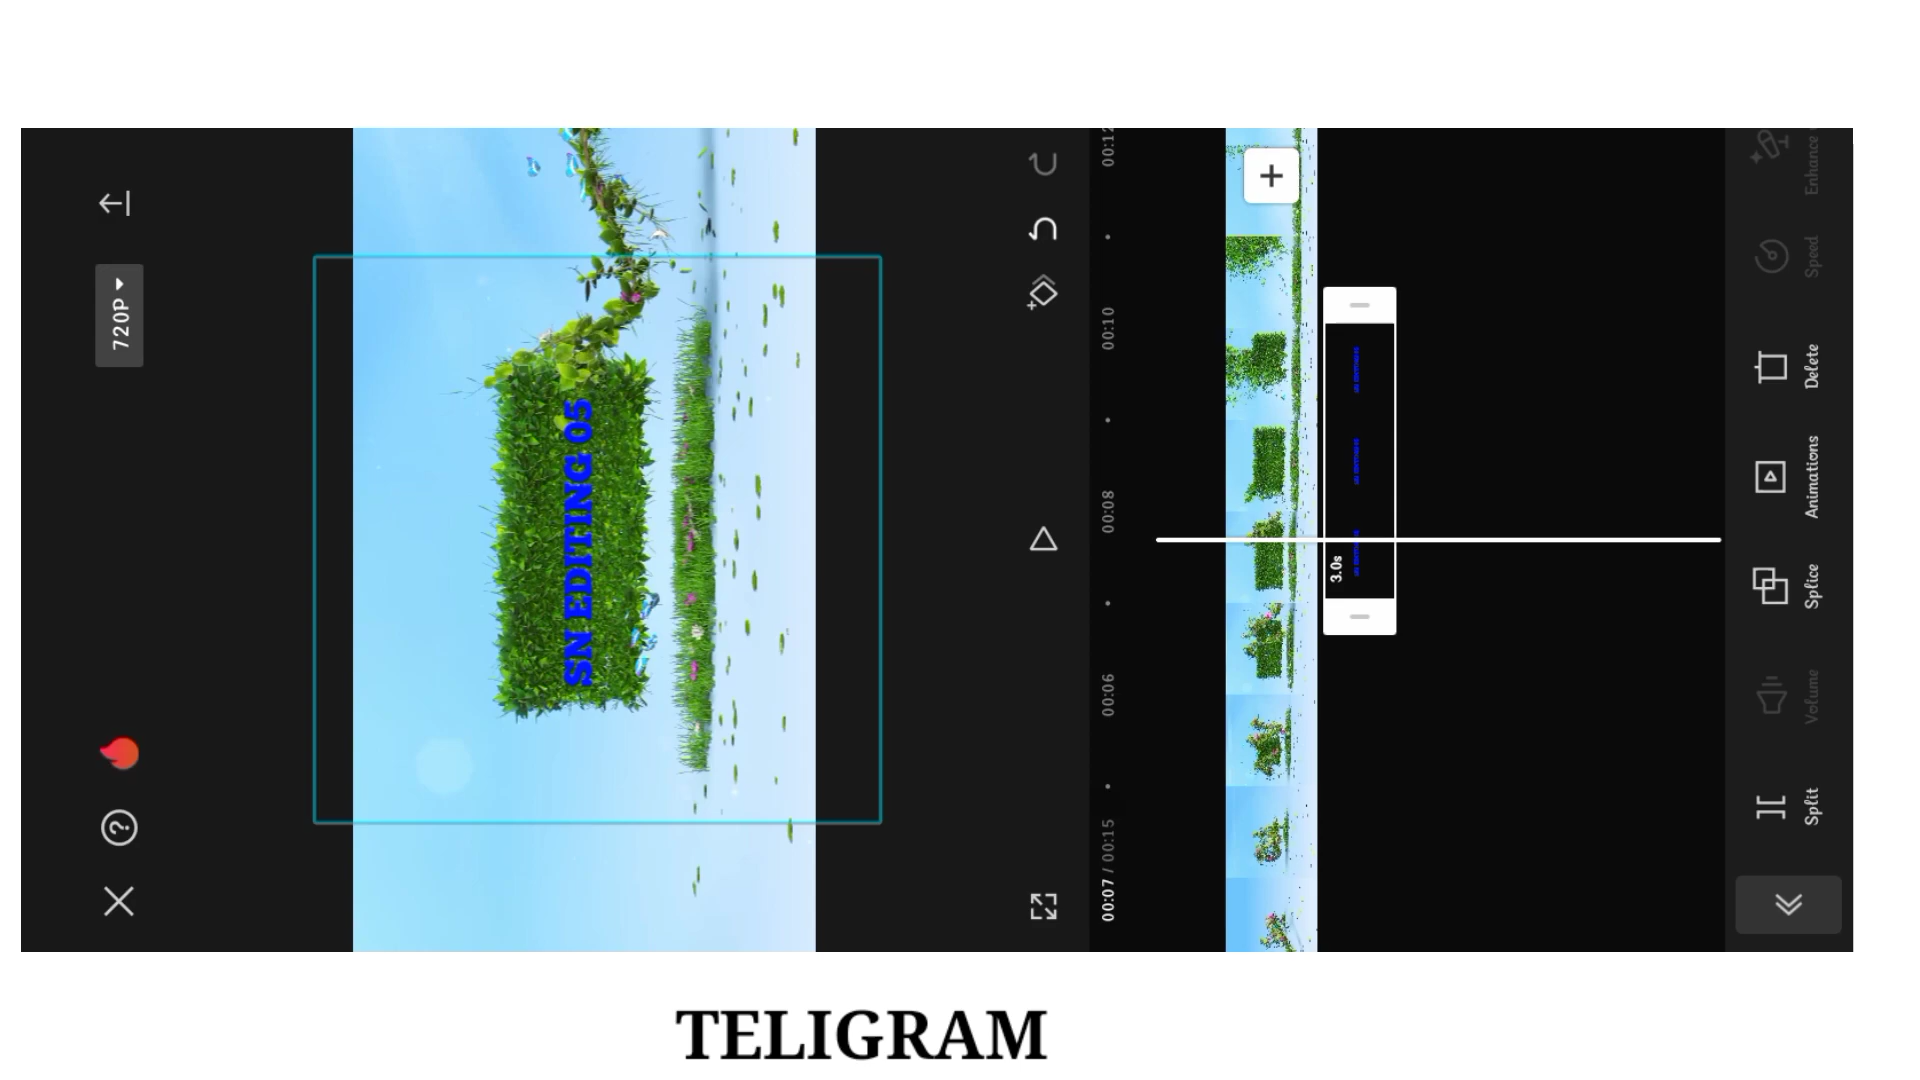 720P
SN EDITING 05
00:07 / 00:15
00:06
00:08
00:10
00:12
3.0s
Split
Volume
Splice
Animations
Delete
Speed
Enhance
TELIGRAM